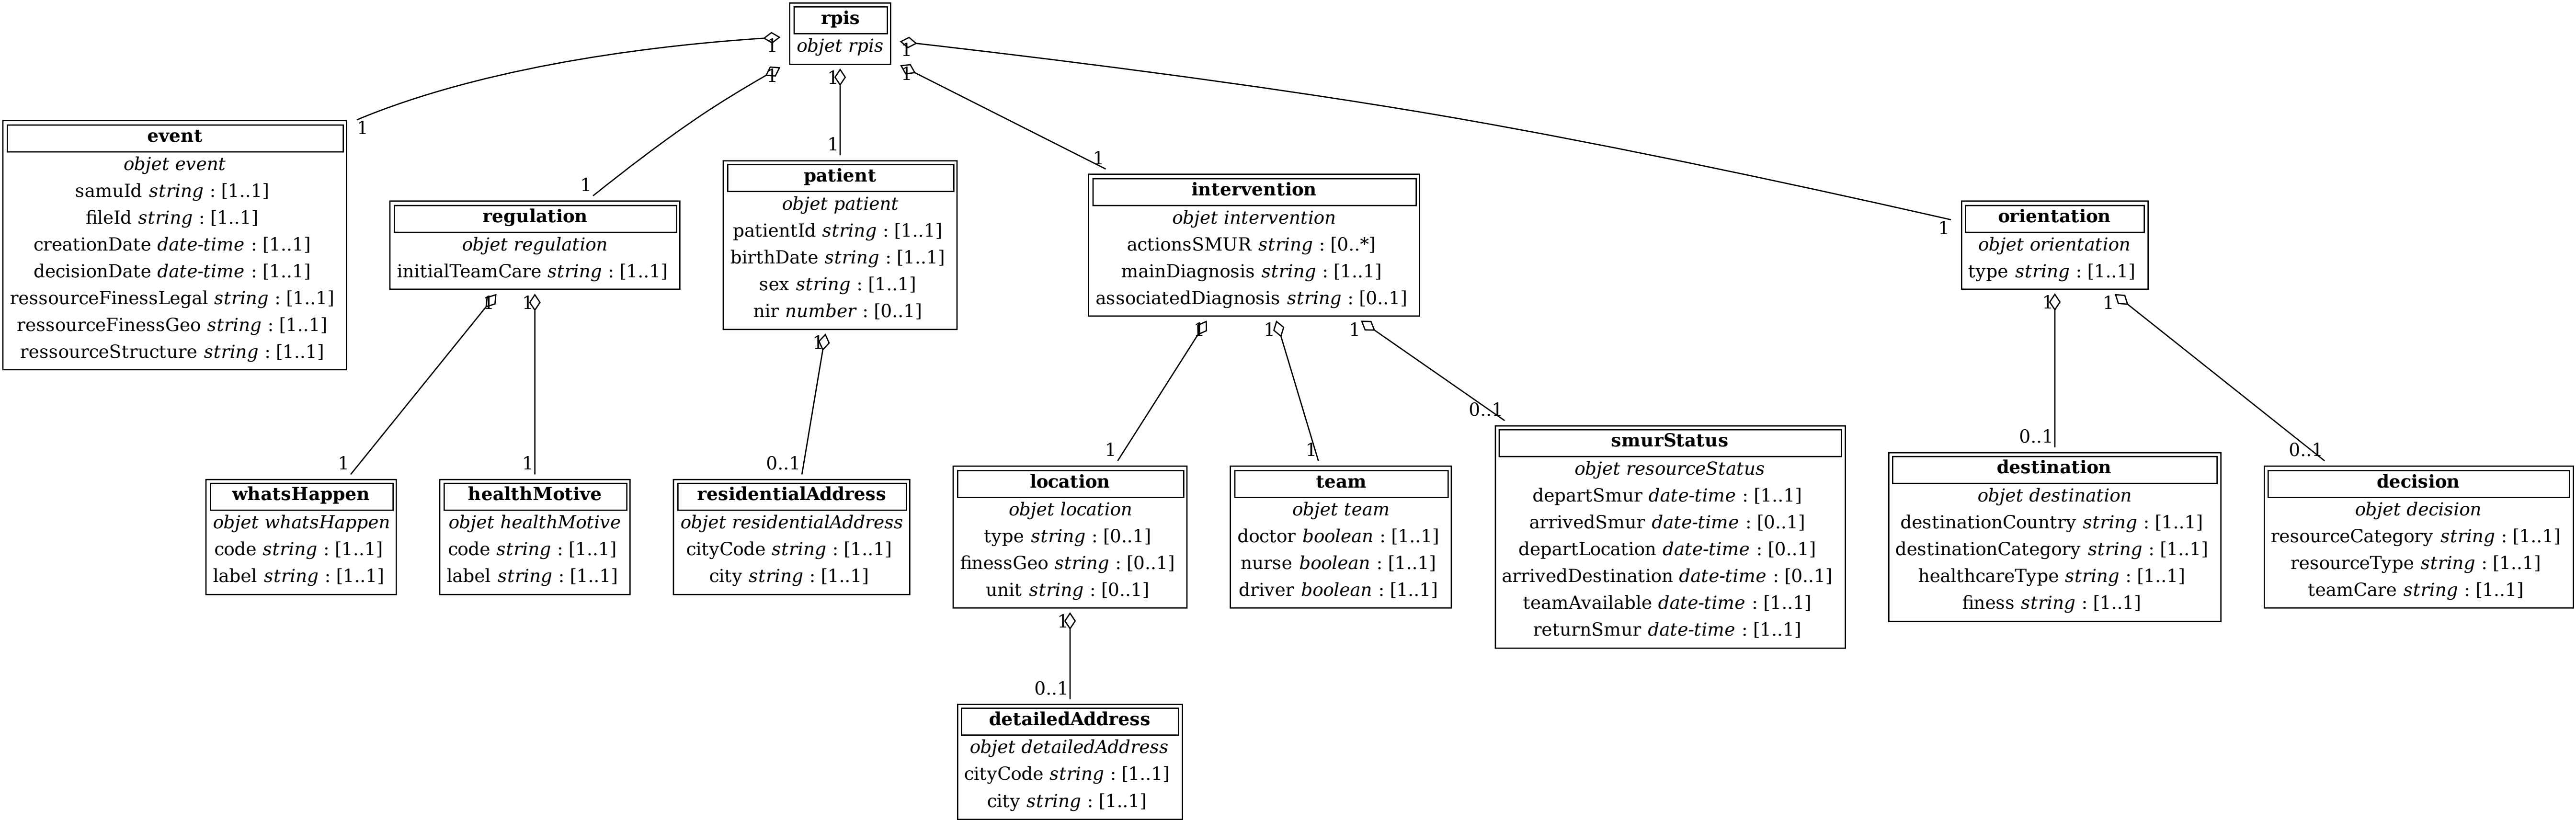 rpis
objet rpis
1
1
1
1
1
1
event
objet event
samuId string : [1..1]
fileId string : [1..1]
creationDate date-time : [1..1]
decisionDate date-time : [1..1]
ressourceFinessLegal string : [1..1]
ressourceFinessGeo string : [1..1]
ressourceStructure string : [1..1]
1
regulation
objet regulation
initialTeamCare string : [1..1]
1
1
1
patient
objet patient
patientId string : [1..1]
birthDate string : [1..1]
sex string : [1..1]
nir number : [0..1]
1
1
intervention
objet intervention
actionsSMUR string : [0..*]
mainDiagnosis string : [1..1]
associatedDiagnosis string : [0..1]
1
1
1
1
orientation
objet orientation
type string : [1..1]
1
1
1
whatsHappen
objet whatsHappen
code string : [1..1]
label string : [1..1]
1
healthMotive
objet healthMotive
code string : [1..1]
label string : [1..1]
0..1
residentialAddress
objet residentialAddress
cityCode string : [1..1]
city string : [1..1]
1
location
objet location
type string : [0..1]
finessGeo string : [0..1]
unit string : [0..1]
1
1
team
objet team
doctor boolean : [1..1]
nurse boolean : [1..1]
driver boolean : [1..1]
0..1
smurStatus
objet resourceStatus
departSmur date-time : [1..1]
arrivedSmur date-time : [0..1]
departLocation date-time : [0..1]
arrivedDestination date-time : [0..1]
teamAvailable date-time : [1..1]
returnSmur date-time : [1..1]
0..1
destination
objet destination
destinationCountry string : [1..1]
destinationCategory string : [1..1]
healthcareType string : [1..1]
finess string : [1..1]
0..1
decision
objet decision
resourceCategory string : [1..1]
resourceType string : [1..1]
teamCare string : [1..1]
0..1
detailedAddress
objet detailedAddress
cityCode string : [1..1]
city string : [1..1]